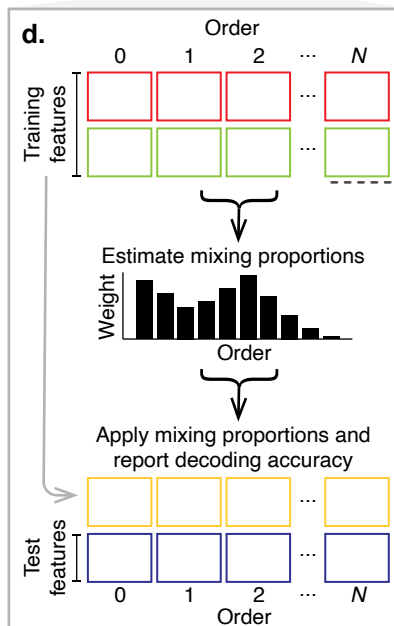 d.
Order
0 1 2 ... N
Training
features
...
...
Estimate mixing proportions
Weight
Order
Apply mixing proportions and
report decoding accuracy
...
Test
features
...
0 1 2 ... N
Order